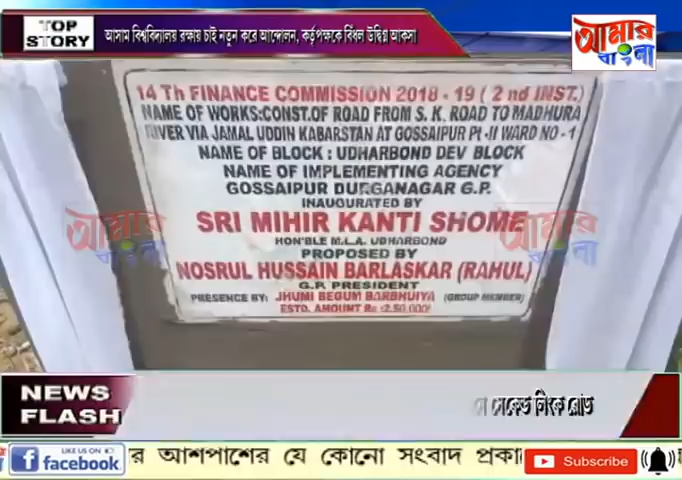 TOP STORY
আসাম বিশ্ববিদ্যালয় রক্ষায় চাই নতুন করে আন্দোলন, কর্তৃপক্ষকে বিঁধল উদ্বিগ্ন আকসা
আমার বাংলা
14 Th FINANCE COMMISSION 2018 - 19 ( 2 nd INST.)
NAME OF WORKS:CONST.OF ROAD FROM S. K. ROAD TO MADHURA
RIVER VIA JAMAL UDDIN KABARSTAN AT GOSSAIPUR Pt -II WARD NO - 1
NAME OF BLOCK : UDHARBOND DEV BLOCK
NAME OF IMPLEMENTING AGENCY
GOSSAIPUR DURGANAGAR G.P.
INAUGURATED BY
SRI MIHIR KANTI SHOME
HON'BLE M.L.A. UDHARBOND
PROPOSED BY
NOSRUL HUSSAIN BARLASKAR (RAHUL)
G.P. PRESIDENT
PRESENCE BY: JHUMI BEGUM BARBHUIYA (GROUP MEMBER)
ESTD. AMOUNT Rs :2,50,000/
আমার বাংলা
আমার বাংলা
NEWS FLASH
সেকেন্ড লিংক রোড
LIKE US ON
facebook
র আশপাশের যে কোনো সংবাদ
Subscribe